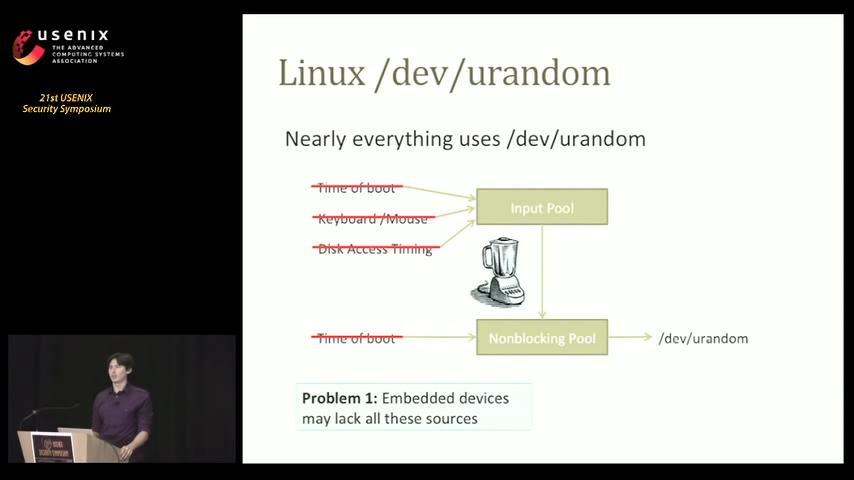 usenix
THE ADVANCED
COMPUTING SYSTEMS
ASSOCIATION
21st USENIX
Security Symposium
Linux /dev/urandom
Nearly everything uses /dev/urandom
Time of boot
Keyboard /Mouse
Disk Access Timing
Input Pool
Time of boot
Nonblocking Pool
/dev/urandom
Problem 1: Embedded devices
may lack all these sources